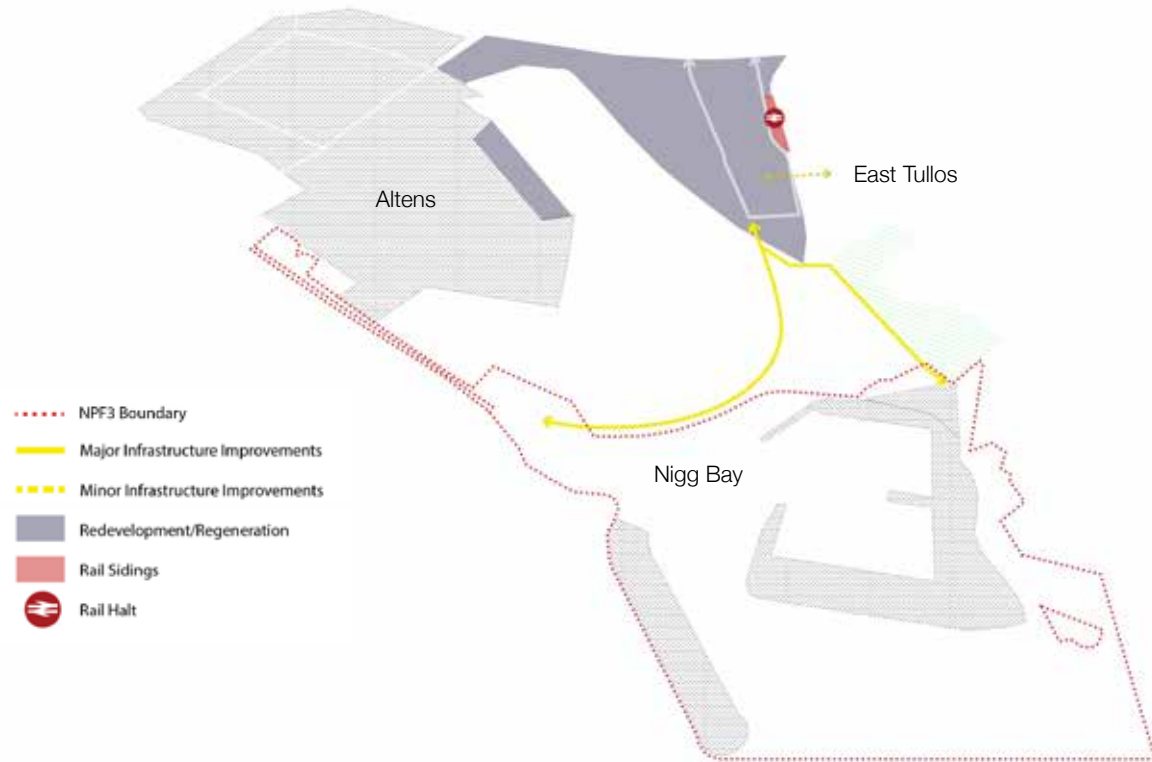 East Tullos
Altens
NPF3 Boundary
Major Infrastructure Improvements
Nigg Bay
Minor Infrastructure Improvements
Redevelopment/Regeneration
Rail Sidings
Rail Halt